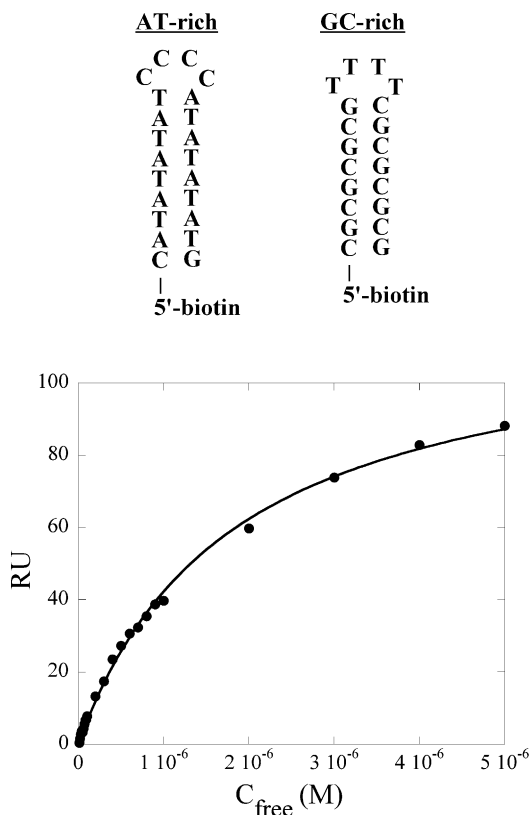 AT-rich
C C
C C
T A
A T
T A
A T
T A
A T
T A
A T
C G
5'-biotin
GC-rich
T T
T T
G C
C G
G C
C G
G C
C G
G C
C G
5'-biotin
100
80
60
40
20
0
RU
0 1 10⁻⁶ 2 10⁻⁶ 3 10⁻⁶ 4 10⁻⁶ 5 10⁻⁶
C_free (M)